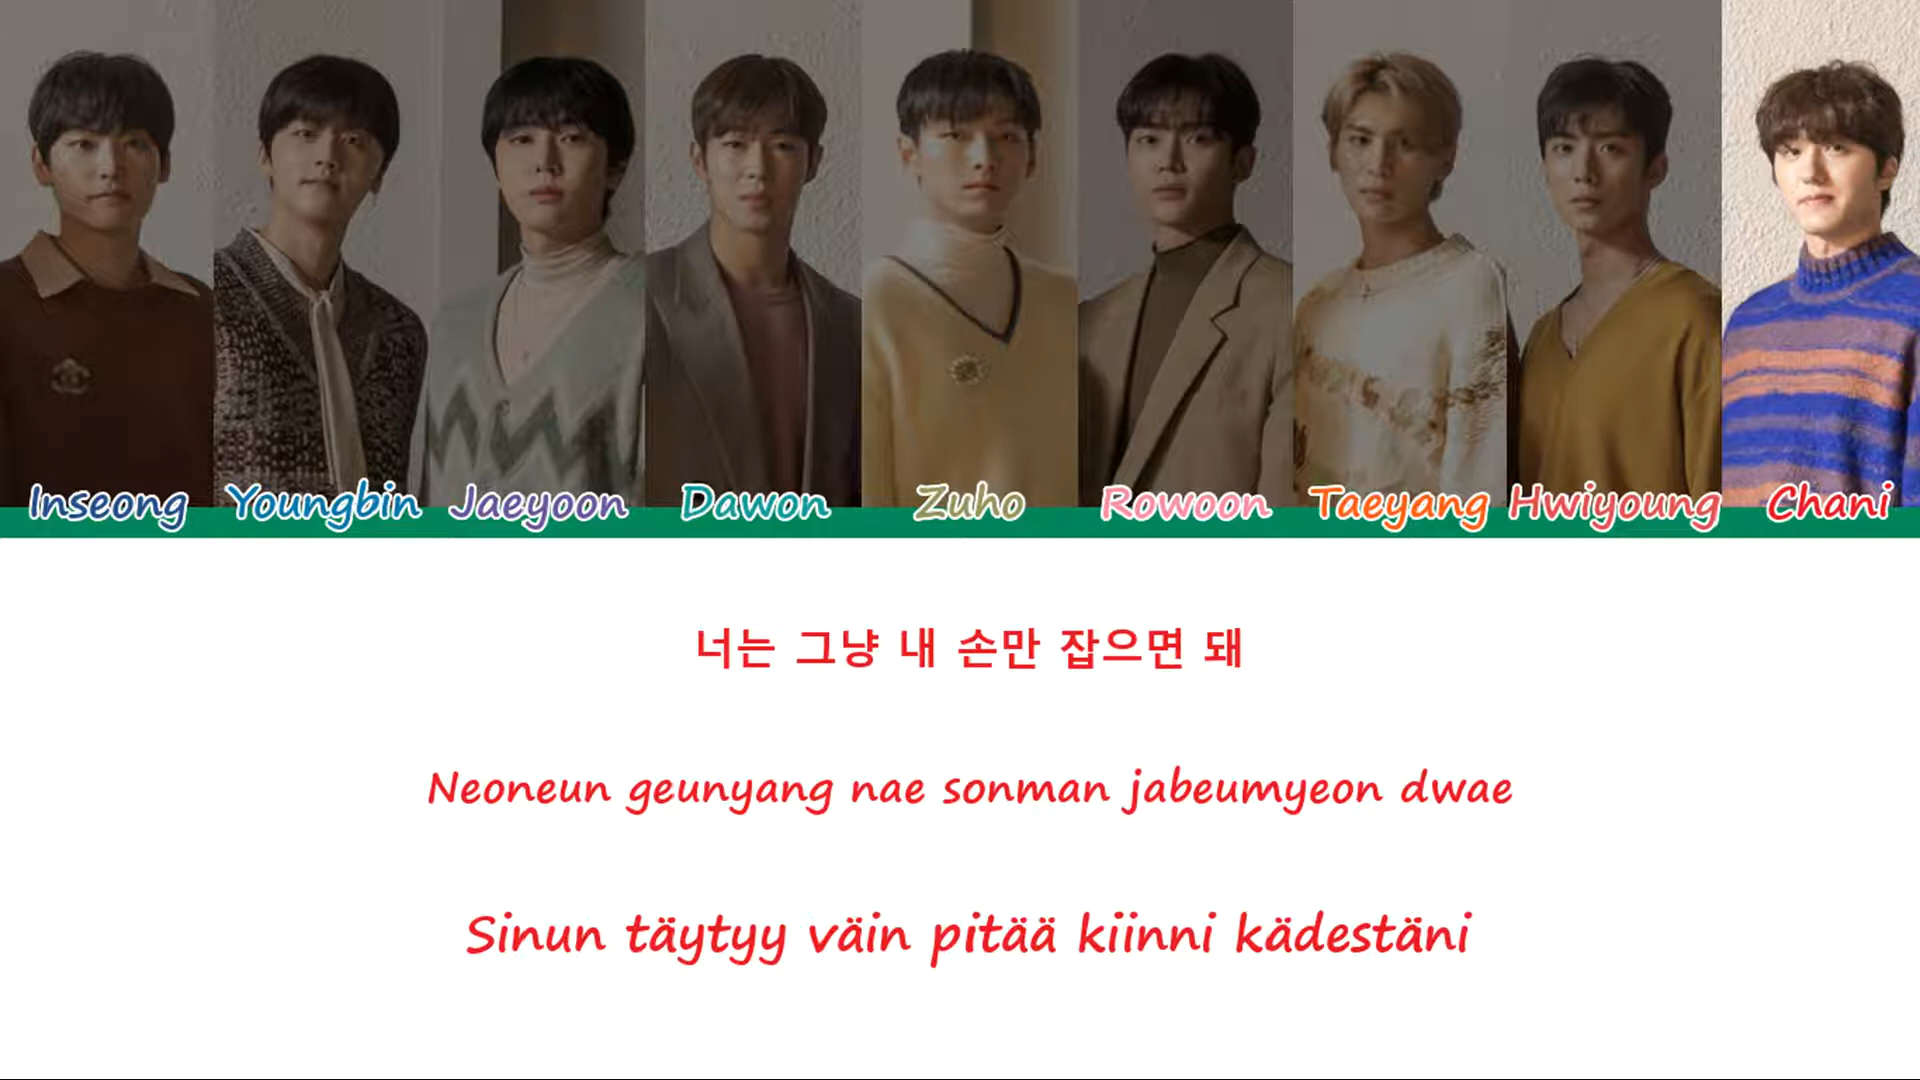 Inseong Youngbin Jaeyoon Dawon Zuho Rowoon Taeyang Hwiyoung Chani
너는 그냥 내 손만 잡으면 돼
Neoneun geunyang nae sonman jabeumyeon dwae
Sinun täytyy väin pitää kiinni kädestäni